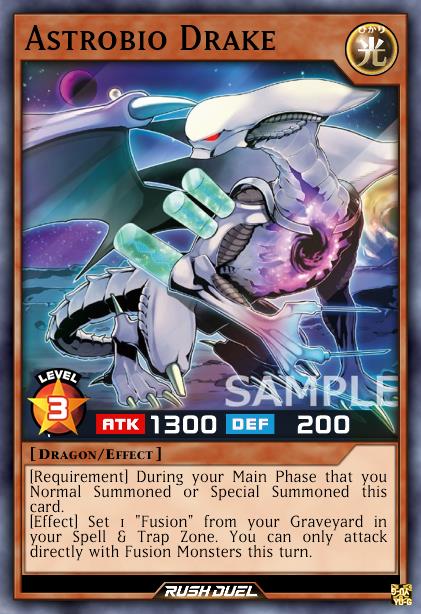 Astrobio Drake
ひかり
光
SAMPLE
LEVEL
3
ATK 1300 DEF 200
[Dragon/Effect]
[Requirement] During your Main Phase that you
Normal Summoned or Special Summoned this
card.
[Effect] Set 1 "Fusion" from your Graveyard in
your Spell & Trap Zone. You can only attack
directly with Fusion Monsters this turn.
RUSH DUEL